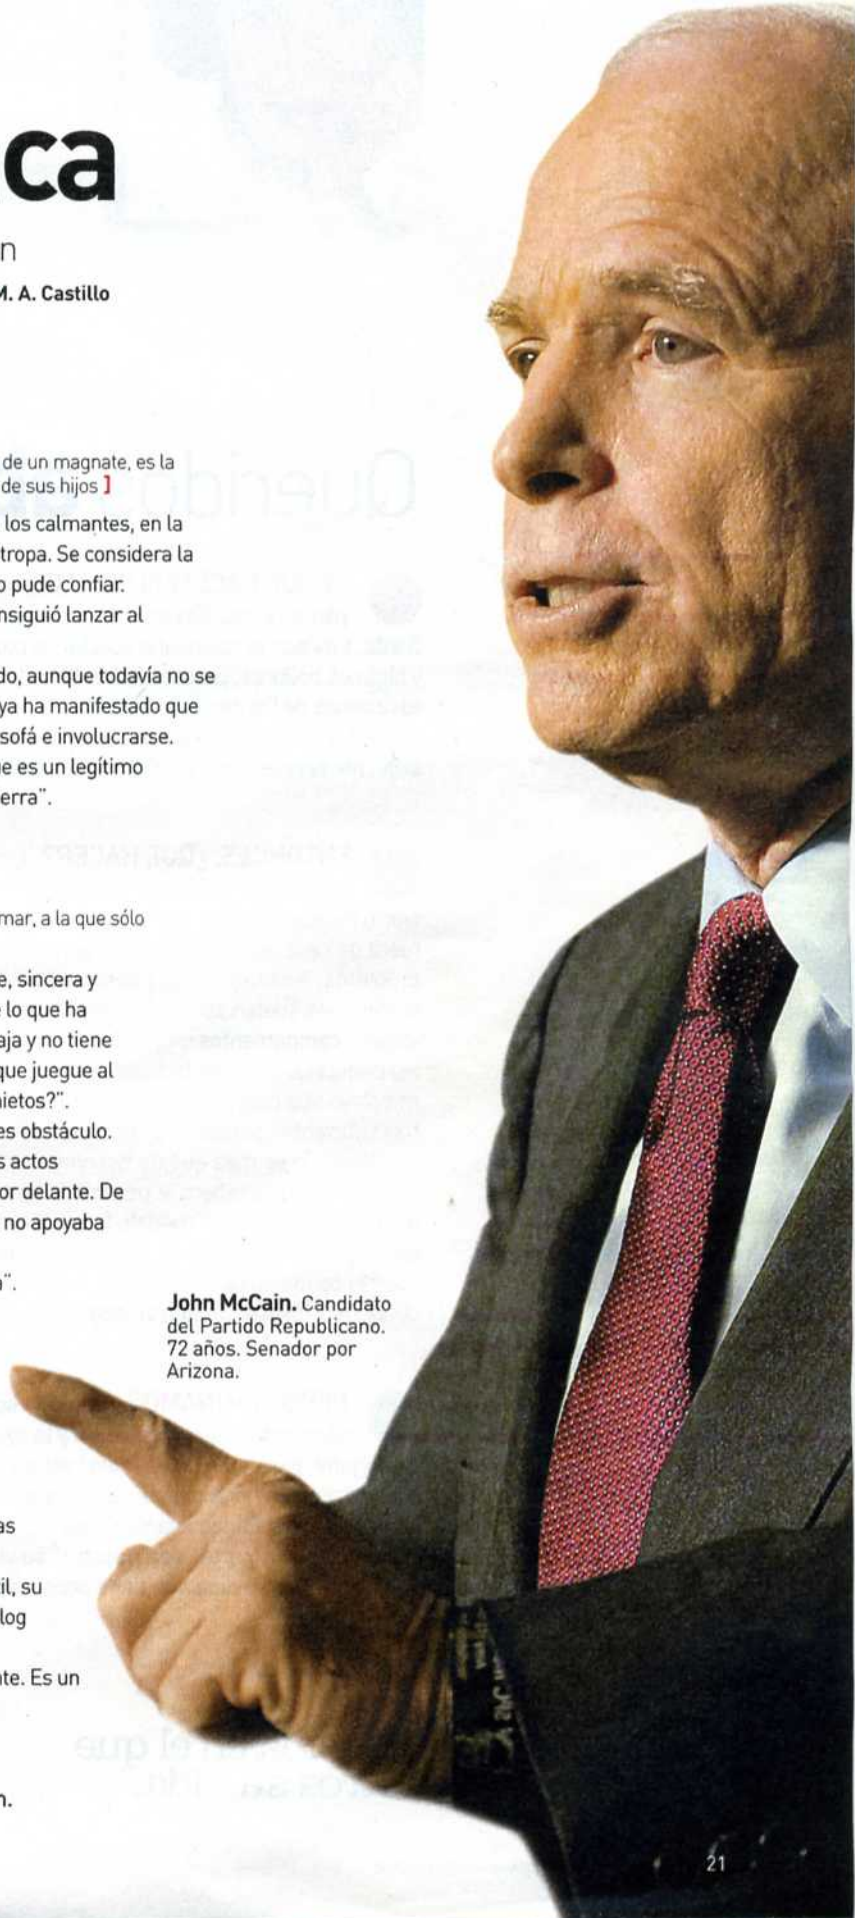 ca
n
M. A. Castillo
de un magnate, es la
de sus hijos ]
los calmantes, en la
tropa. Se considera la
o pude confiar.
nsiguió lanzar al
do, aunque todavía no se
ya ha manifestado que
sofá e involucrarse.
ue es un legítimo
erra”.
mar, a la que sólo
e, sincera y
e lo que ha
aja y no tiene
que juegue al
nietos?”.
es obstáculo.
s actos
or delante. De
no apoyaba
a”.
John McCain. Candidato
del Partido Republicano.
72 años. Senador por
Arizona.
as
il, su
log
nte. Es un
n.
21